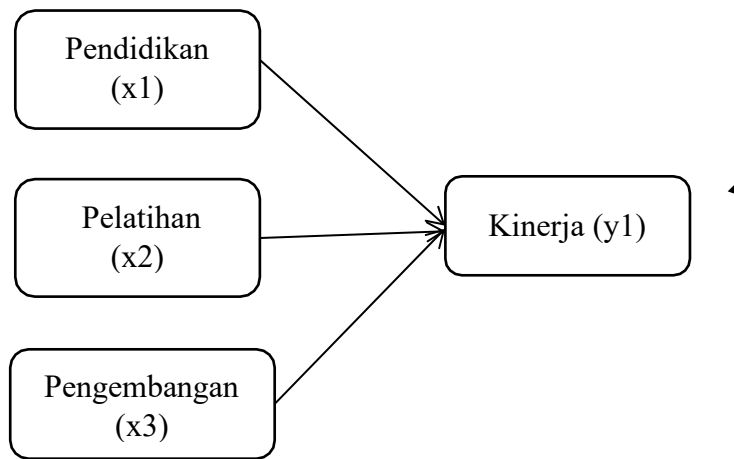 Pendidikan
(x1)
Pelatihan
(x2)
Kinerja (y1)
Pengembangan
(x3)